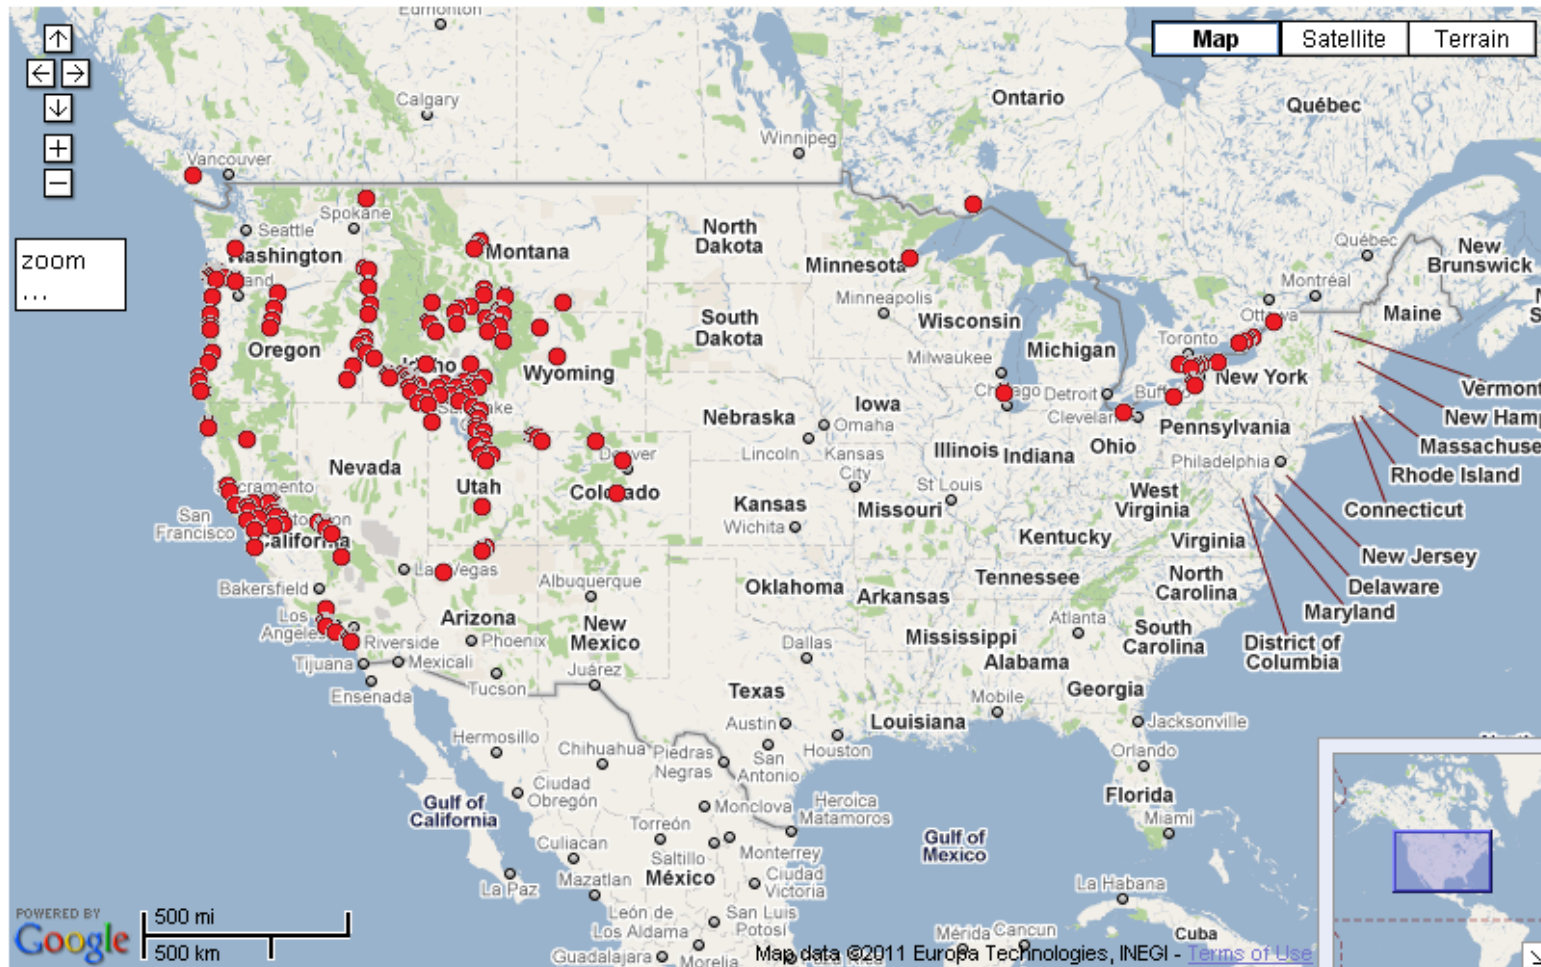 Edmonton
Map
Satellite
Terrain
Calgary
Ontario
Québec
Winnipeg
Vancouver
Spokane
Seattle
Washington
zoom
...
Montana
North
Dakota
Minnesota
Québec
Montréal
New
Brunswick
Maine
Ottawa
Minneapolis
Wisconsin
South
Dakota
Oregon
Idaho
Wyoming
Milwaukee
Michigan
Toronto
New York
Vermont
Chicago
Detroit
Buffalo
Cleveland
Nebraska
Iowa
Omaha
Lincoln
Illinois
Indiana
Ohio
Pennsylvania
New Hamp
Massachuse
Rhode Island
Connecticut
Philadelphia
Nevada
Utah
Denver
Colorado
Kansas
City
St Louis
Kansas
Wichita
Missouri
West
Virginia
Virginia
Kentucky
New Jersey
Delaware
Maryland
District of
Columbia
San
Francisco
California
Bakersfield
Las Vegas
Albuquerque
Oklahoma
Arkansas
Tennessee
North
Carolina
Los
Angeles
Riverside
Arizona
Phoenix
New
Mexico
Dallas
Mississippi
Alabama
Atlanta
South
Carolina
Georgia
Tijuana
Mexicali
Ensenada
Tucson
Juárez
Texas
Austin
Houston
San
Antonio
Louisiana
Mobile
Jacksonville
Orlando
Florida
Miami
Hermosillo
Chihuahua
Piedras
Negras
Ciudad
Obregón
Gulf of
California
Monclova
Heroica
Matamoros
Torreón
Saltillo
Monterrey
Culiacan
La Paz
Mazatlan
México
Ciudad
Victoria
Gulf of
Mexico
La Habana
Cuba
León de
Los Aldama
San Luis
Potosí
Guadalajara
Morelia
Mérida
Cancun
POWERED BY
Google
500 mi
500 km
Map data ©2011 Europa Technologies, INEGI - Terms of Use